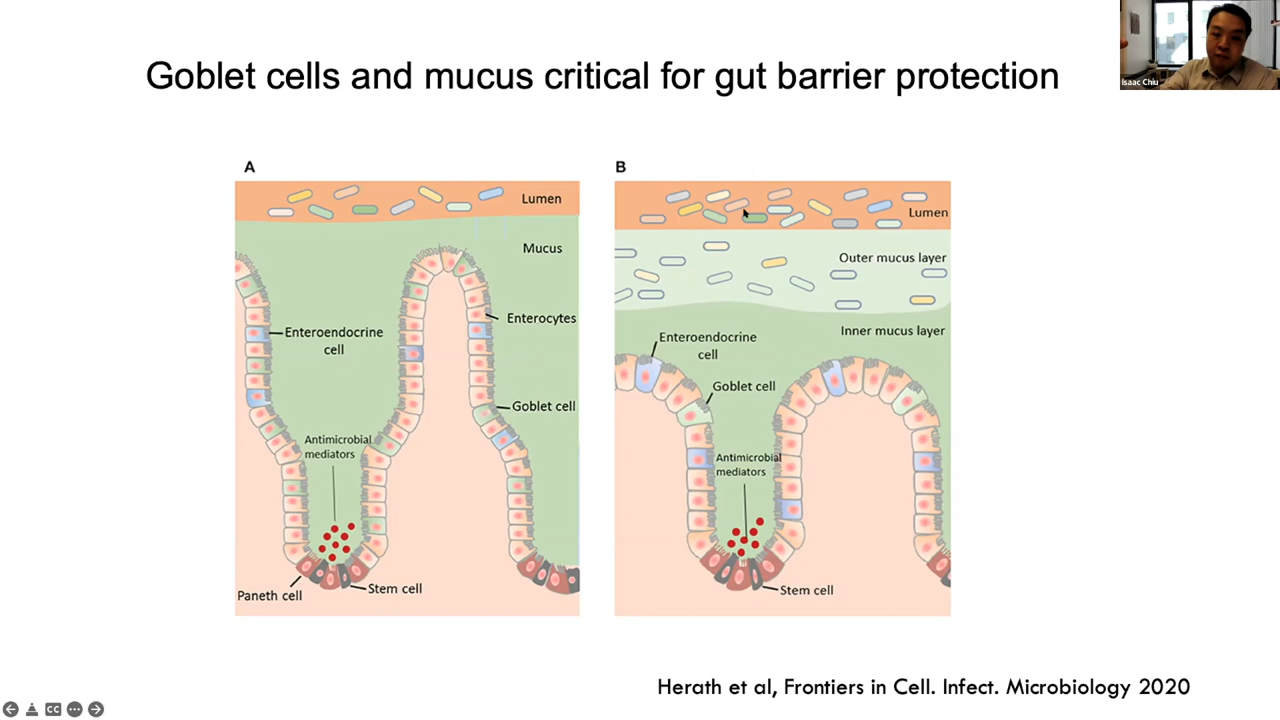 Goblet cells and mucus critical for gut barrier protection
Isaac Chiu
A
Lumen
Mucus
Enterocytes
Enteroendocrine
cell
Goblet cell
Antimicrobial
mediators
Paneth cell
Stem cell
B
Lumen
Outer mucus layer
Inner mucus layer
Enteroendocrine
cell
Goblet cell
Antimicrobial
mediators
Stem cell
Herath et al, Frontiers in Cell. Infect. Microbiology 2020
CC